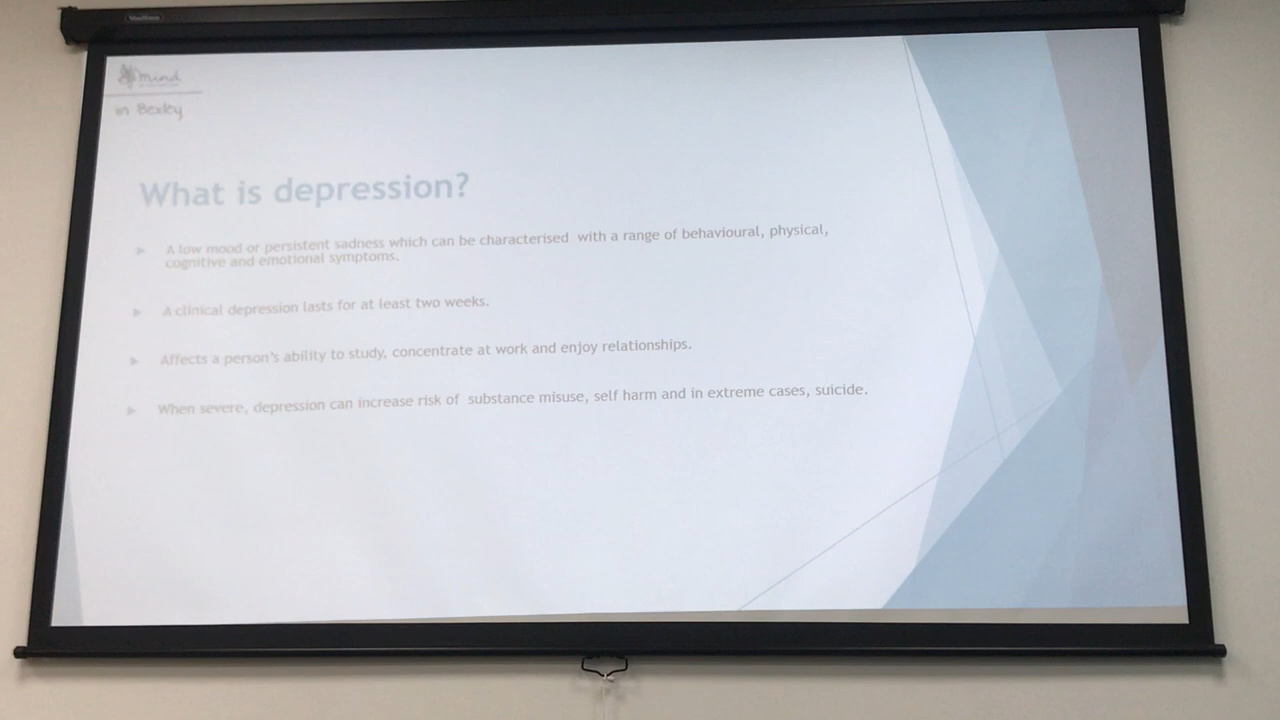 mind
in Bexley
What is depression?
A low mood or persistent sadness which can be characterised with a range of behavioural, physical,
cognitive and emotional symptoms.
A clinical depression lasts for at least two weeks.
Affects a person's ability to study, concentrate at work and enjoy relationships.
When severe, depression can increase risk of substance misuse, self harm and in extreme cases, suicide.